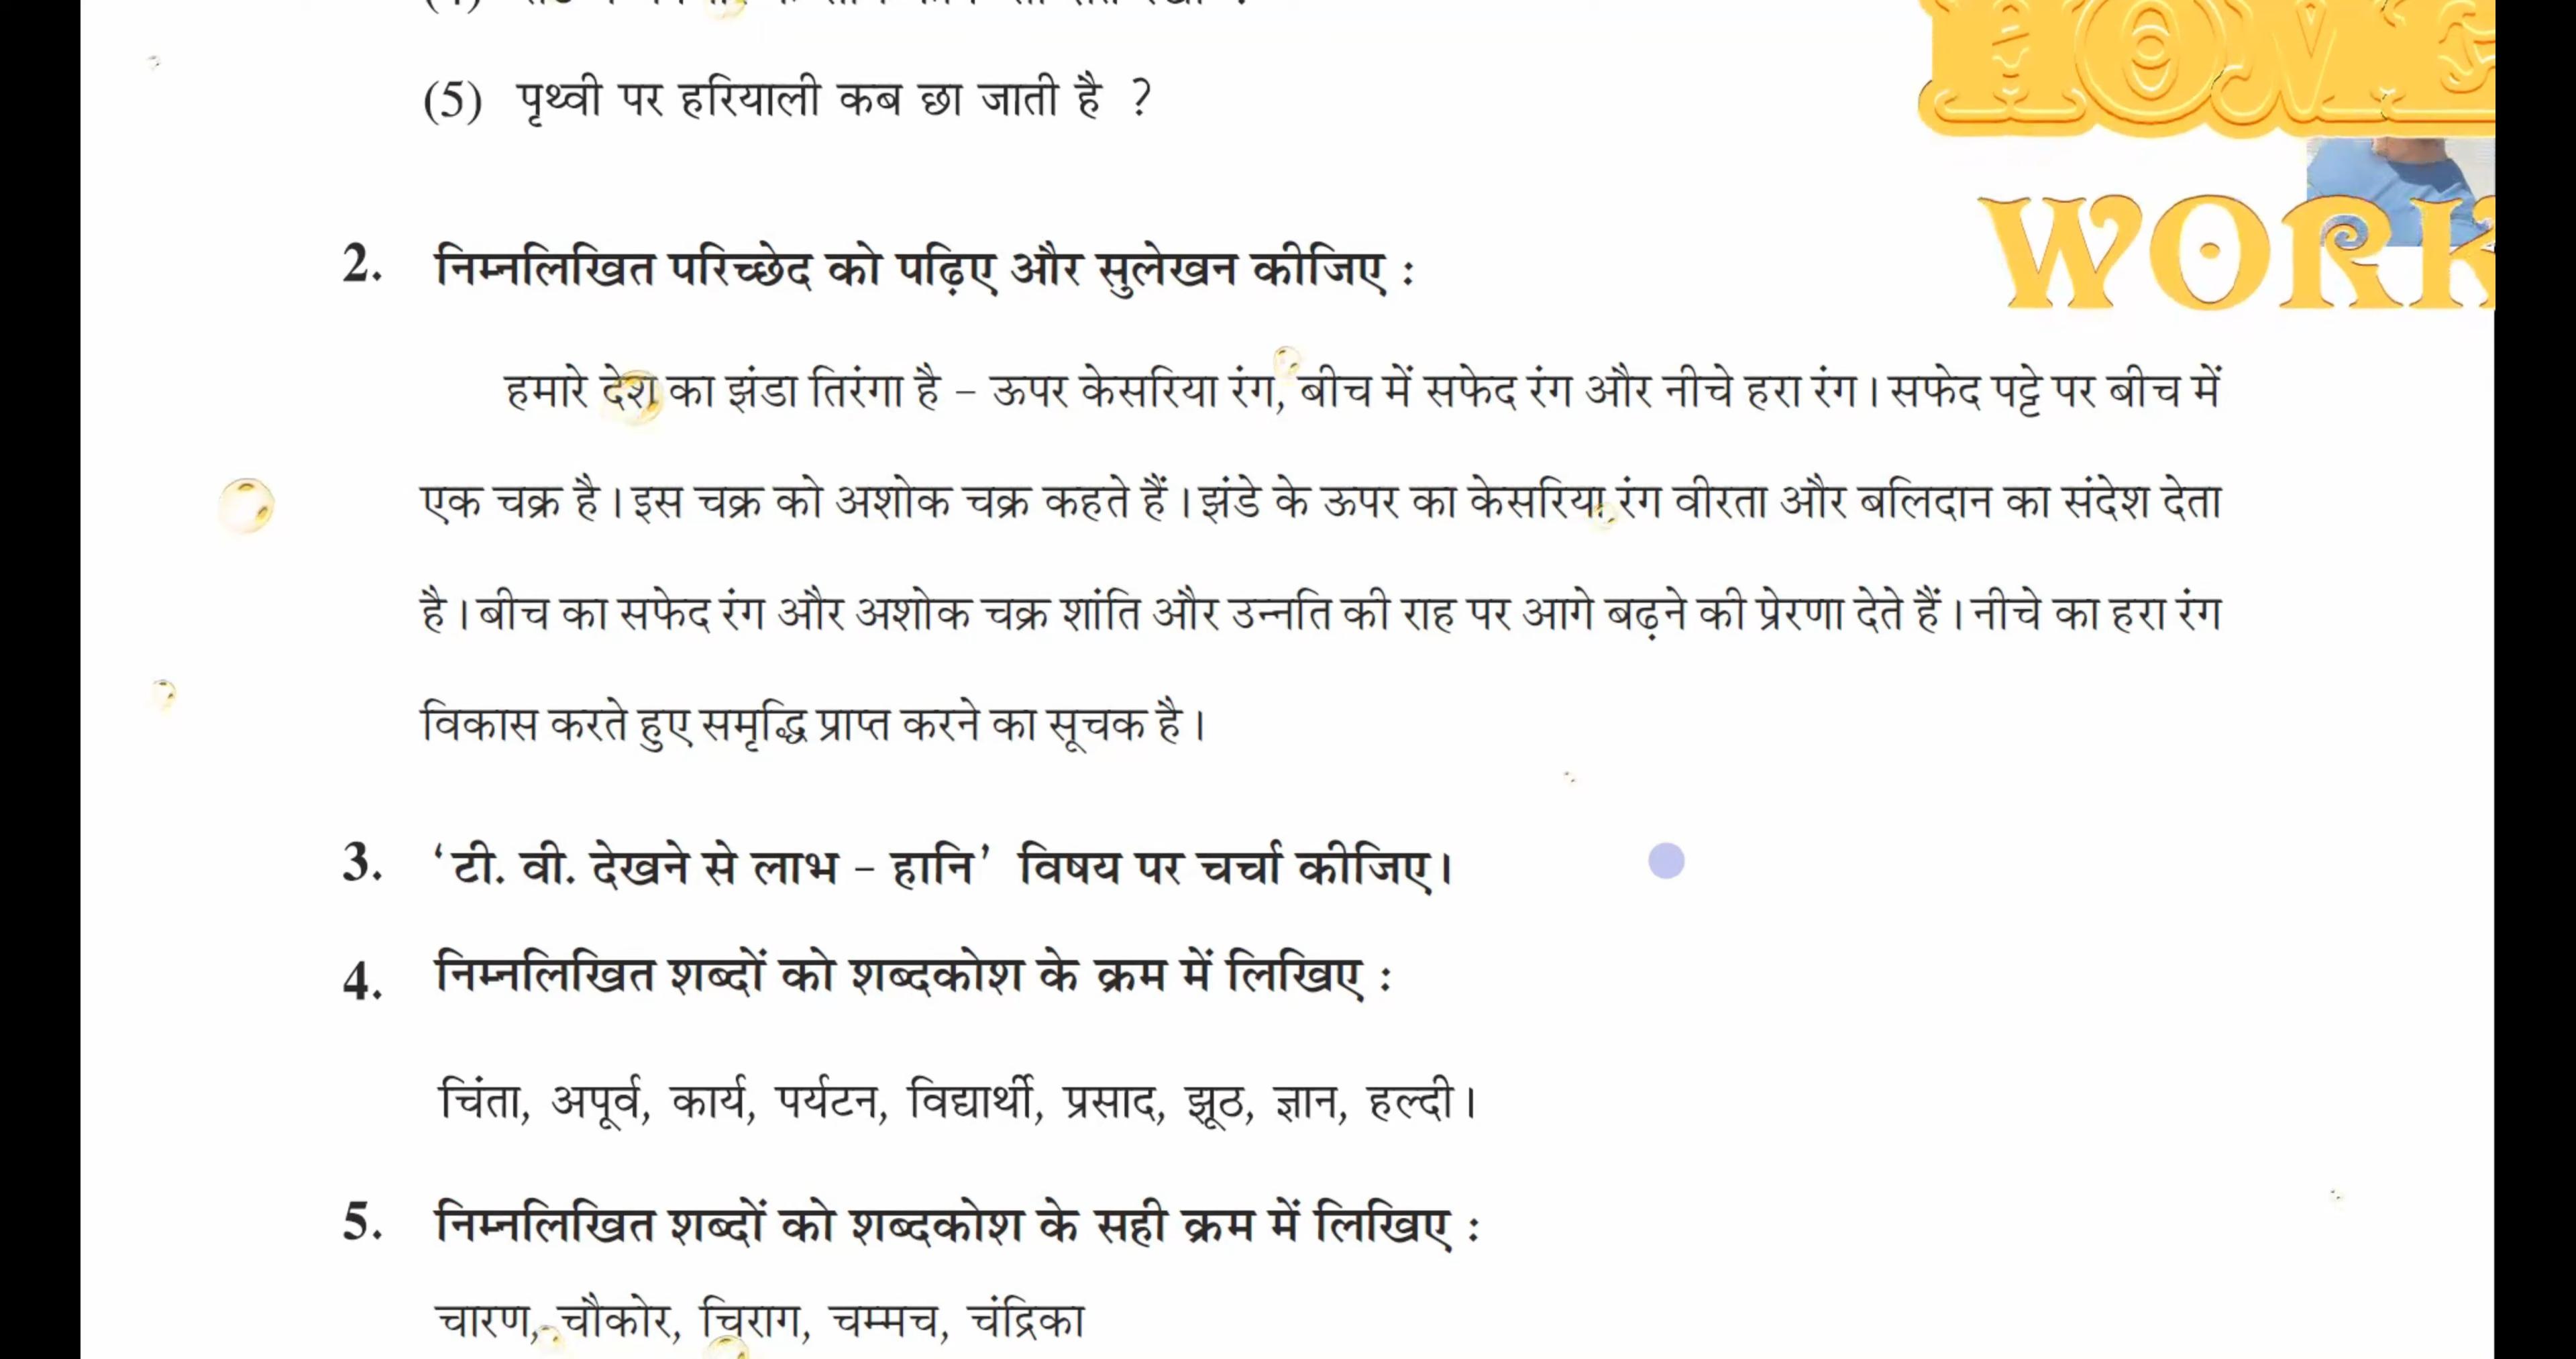 (5) पृथ्वी पर हरियाली कब छा जाती है ?
WORK
2. निम्नलिखित परिच्छेद को पढ़िए और सुलेखन कीजिए :
हमारे देश का झंडा तिरंगा है – ऊपर केसरिया रंग, बीच में सफेद रंग और नीचे हरा रंग। सफेद पट्टे पर बीच में
एक चक्र है। इस चक्र को अशोक चक्र कहते हैं। झंडे के ऊपर का केसरिया रंग वीरता और बलिदान का संदेश देता
है। बीच का सफेद रंग और अशोक चक्र शांति और उन्नति की राह पर आगे बढ़ने की प्रेरणा देते हैं। नीचे का हरा रंग
विकास करते हुए समृद्धि प्राप्त करने का सूचक है।
3. ‘टी. वी. देखने से लाभ – हानि’ विषय पर चर्चा कीजिए।
4. निम्नलिखित शब्दों को शब्दकोश के क्रम में लिखिए :
चिंता, अपूर्व, कार्य, पर्यटन, विद्यार्थी, प्रसाद, झूठ, ज्ञान, हल्दी।
5. निम्नलिखित शब्दों को शब्दकोश के सही क्रम में लिखिए :
चारण, चौकोर, चिराग, चम्मच, चंद्रिका